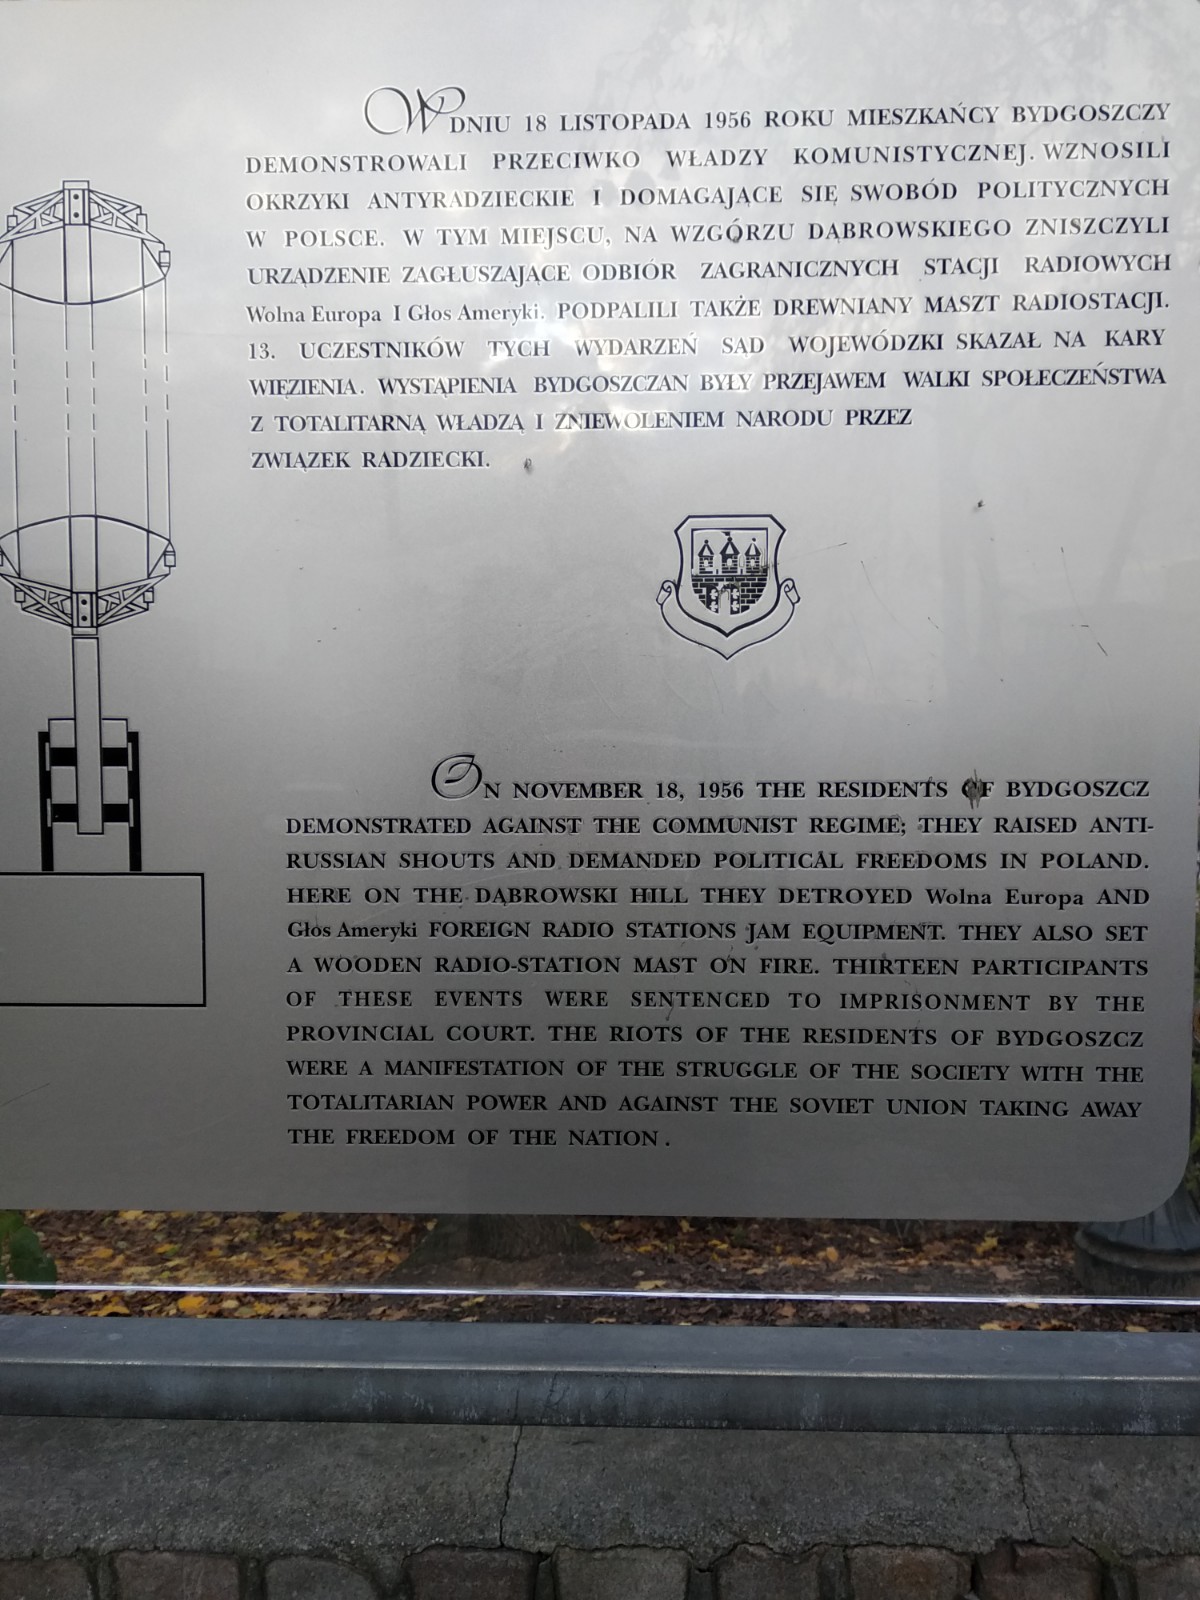 W DNIU 18 LISTOPADA 1956 ROKU MIESZKAŃCY BYDGOSZCZY
DEMONSTROWALI PRZECIWKO WŁADZY KOMUNISTYCZNEJ. WZNOSILI
OKRZYKI ANTYRADZIECKIE I DOMAGAJĄCE SIĘ SWOBÓD POLITYCZNYCH
W POLSCE. W TYM MIEJSCU, NA WZGÓRZU DĄBROWSKIEGO ZNISZCZYLI
URZĄDZENIE ZAGŁUSZAJĄCE ODBIÓR ZAGRANICZNYCH STACJI RADIOWYCH
Wolna Europa I Głos Ameryki. PODPALILI TAKŻE DREWNIANY MASZT RADIOSTACJI.
13. UCZESTNIKÓW TYCH WYDARZEŃ SĄD WOJEWÓDZKI SKAZAŁ NA KARY
WIĘZIENIA. WYSTĄPIENIA BYDGOSZCZAN BYŁY PRZEJAWEM WALKI SPOŁECZEŃSTWA
Z TOTALITARNĄ WŁADZĄ I ZNIEWOLENIEM NARODU PRZEZ
ZWIĄZEK RADZIECKI.
ON NOVEMBER 18, 1956 THE RESIDENTS OF BYDGOSZCZ
DEMONSTRATED AGAINST THE COMMUNIST REGIME; THEY RAISED ANTI-
RUSSIAN SHOUTS AND DEMANDED POLITICAL FREEDOMS IN POLAND.
HERE ON THE DĄBROWSKI HILL THEY DETROYED Wolna Europa AND
Głos Ameryki FOREIGN RADIO STATIONS JAM EQUIPMENT. THEY ALSO SET
A WOODEN RADIO-STATION MAST ON FIRE. THIRTEEN PARTICIPANTS
OF THESE EVENTS WERE SENTENCED TO IMPRISONMENT BY THE
PROVINCIAL COURT. THE RIOTS OF THE RESIDENTS OF BYDGOSZCZ
WERE A MANIFESTATION OF THE STRUGGLE OF THE SOCIETY WITH THE
TOTALITARIAN POWER AND AGAINST THE SOVIET UNION TAKING AWAY
THE FREEDOM OF THE NATION .